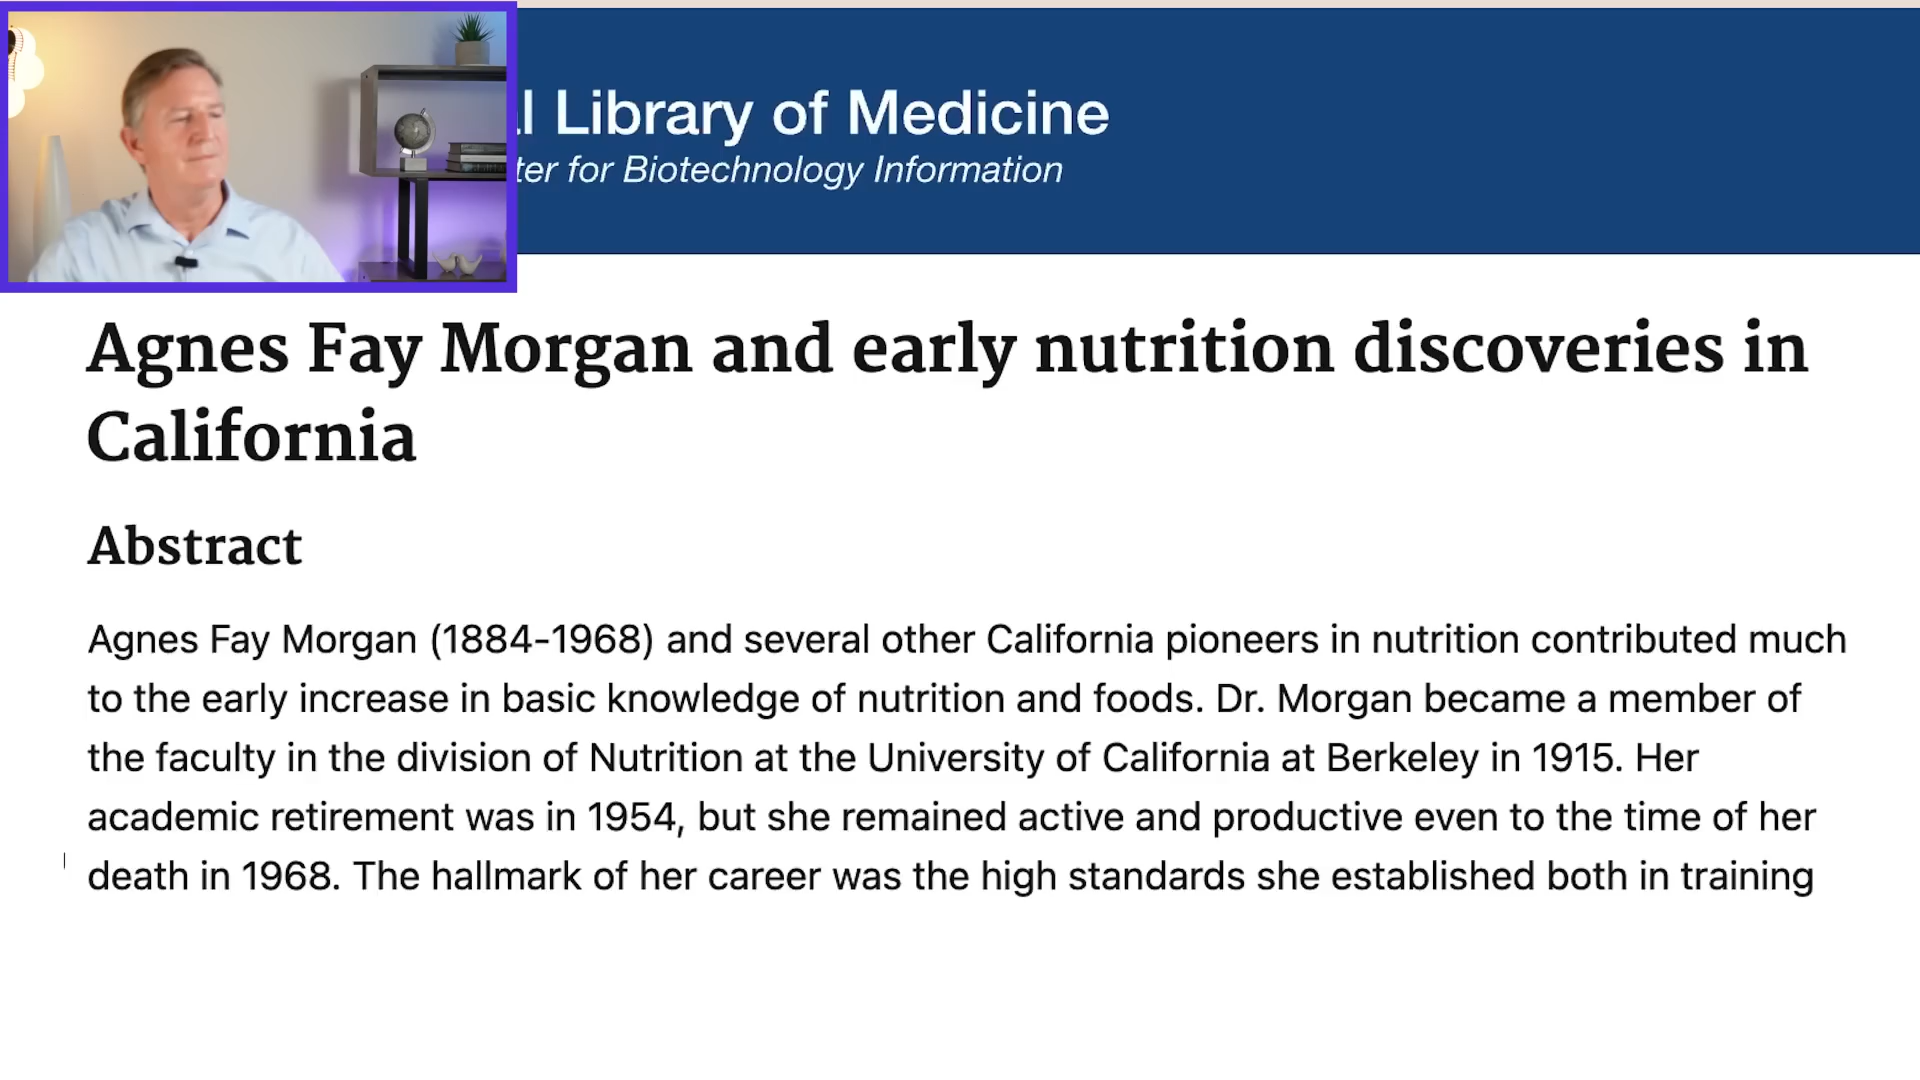 Library of Medicine
for Biotechnology Information
Agnes Fay Morgan and early nutrition discoveries in
California
Abstract
Agnes Fay Morgan (1884-1968) and several other California pioneers in nutrition contributed much
to the early increase in basic knowledge of nutrition and foods. Dr. Morgan became a member of
the faculty in the division of Nutrition at the University of California at Berkeley in 1915. Her
academic retirement was in 1954, but she remained active and productive even to the time of her
death in 1968. The hallmark of her career was the high standards she established both in training